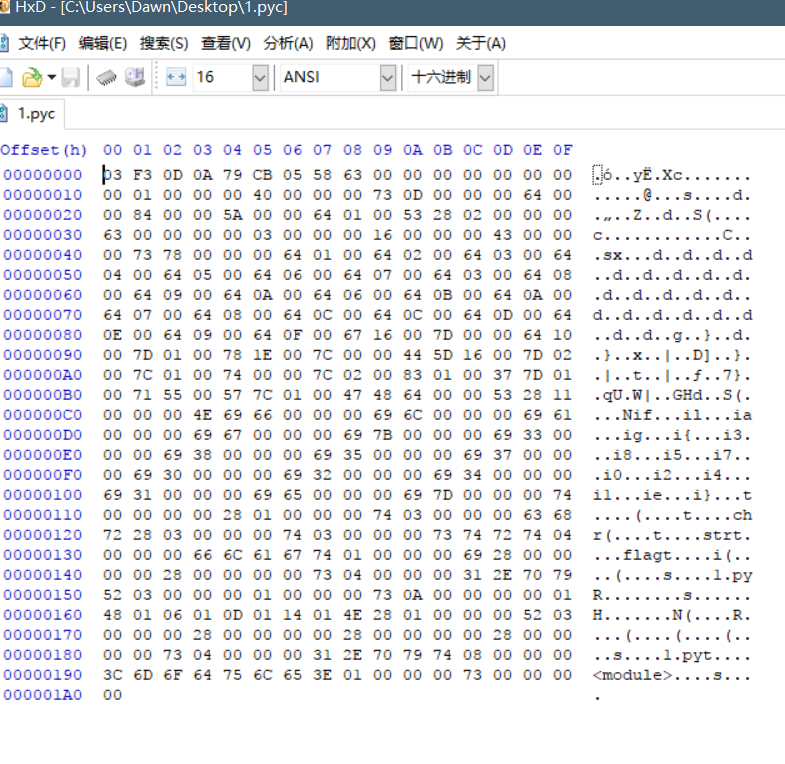 HxD - [C:\Users\Dawn\Desktop\1.pyc]
文件(F) 编辑(E) 搜索(S) 查看(V) 分析(A) 附加(X) 窗口(W) 关于(A)
16 ANSI 十六进制
1.pyc
Offset(h) 00 01 02 03 04 05 06 07 08 09 0A 0B 0C 0D 0E 0F
00000000 03 F3 0D 0A 79 CB 05 58 63 00 00 00 00 00 00 00 .ó..yË.Xc.......
00000010 00 01 00 00 00 40 00 00 00 73 0D 00 00 00 64 00 .....@...s....d.
00000020 00 84 00 00 5A 00 00 64 01 00 53 28 02 00 00 00 .„..Z..d..S(....
00000030 63 00 00 00 00 03 00 00 00 16 00 00 00 43 00 00 c............C..
00000040 00 73 78 00 00 00 64 01 00 64 02 00 64 03 00 64 .sx...d..d..d..d
00000050 04 00 64 05 00 64 06 00 64 07 00 64 03 00 64 08 ..d..d..d..d..d.
00000060 00 64 09 00 64 0A 00 64 06 00 64 0B 00 64 0A 00 .d..d..d..d..d..
00000070 64 07 00 64 08 00 64 0C 00 64 0C 00 64 0D 00 64 d..d..d..d..d..d
00000080 0E 00 64 09 00 64 0F 00 67 16 00 7D 00 00 64 10 ..d..d..g..}..d.
00000090 00 7D 01 00 78 1E 00 7C 00 00 44 5D 16 00 7D 02 .}..x..|..D]..}.
000000A0 00 7C 01 00 74 00 00 7C 02 00 83 01 00 37 7D 01 .|..t..|..ƒ..7}.
000000B0 00 71 55 00 57 7C 01 00 47 48 64 00 00 53 28 11 .qU.W|..GHd..S(.
000000C0 00 00 00 4E 69 66 00 00 00 69 6C 00 00 00 69 61 ...Nif...il...ia
000000D0 00 00 00 69 67 00 00 00 69 7B 00 00 00 69 33 00 ...ig...i{...i3.
000000E0 00 00 69 38 00 00 00 69 35 00 00 00 69 37 00 00 ..i8...i5...i7..
000000F0 00 69 30 00 00 00 69 32 00 00 00 69 34 00 00 00 .i0...i2...i4...
00000100 69 31 00 00 00 69 65 00 00 00 69 7D 00 00 00 74 i1...ie...i}...t
00000110 00 00 00 00 28 01 00 00 00 74 03 00 00 00 63 68 ....(....t....ch
00000120 72 28 03 00 00 00 74 03 00 00 00 73 74 72 74 04 r(....t....strt.
00000130 00 00 00 66 6C 61 67 74 01 00 00 00 69 28 00 00 ...flagt....i(..
00000140 00 00 28 00 00 00 00 73 04 00 00 00 31 2E 70 79 ..(....s....1.py
00000150 52 03 00 00 00 01 00 00 00 73 0A 00 00 00 00 01 R........s......
00000160 48 01 06 01 0D 01 14 01 4E 28 01 00 00 00 52 03 H.......N(....R.
00000170 00 00 00 28 00 00 00 00 28 00 00 00 00 28 00 00 ...(....(....(..
00000180 00 00 73 04 00 00 00 31 2E 70 79 74 08 00 00 00 ..s....1.pyt....
00000190 3C 6D 6F 64 75 6C 65 3E 01 00 00 00 73 00 00 00 <module>....s...
000001A0 00 .